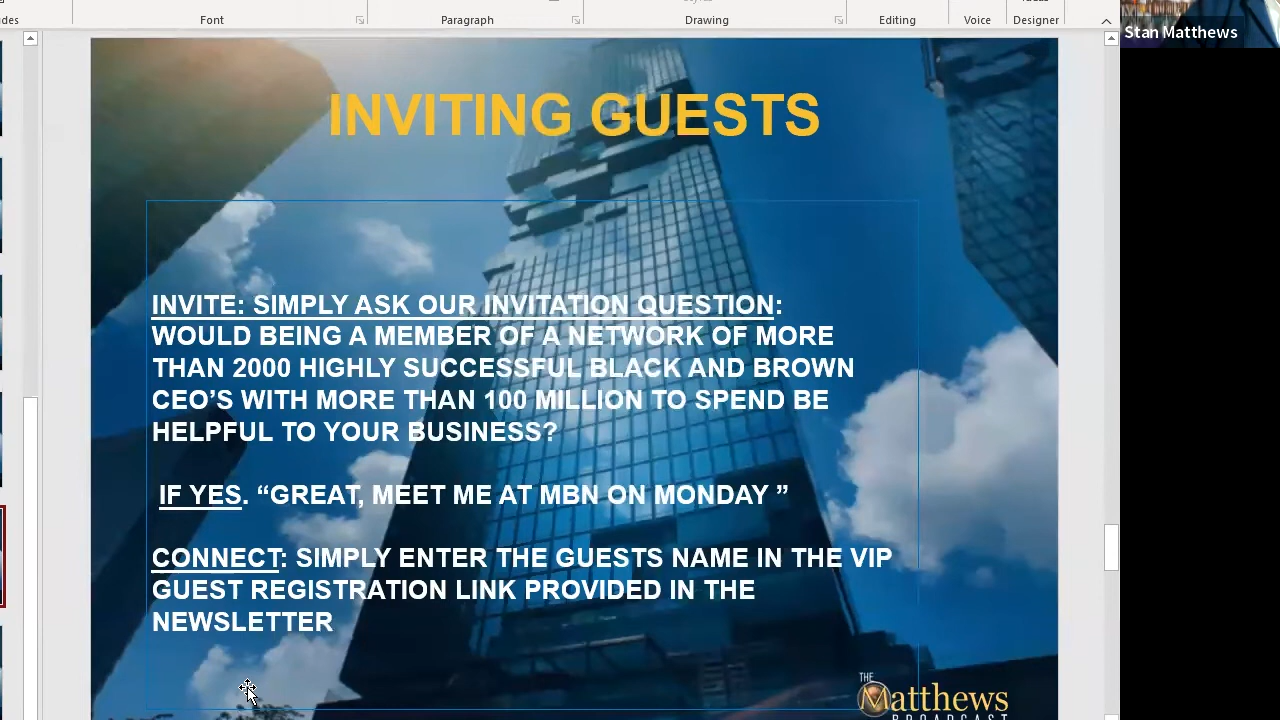 des
Font
Paragraph
Drawing
Editing
Voice
Designer
Stan Matthews
INVITING GUESTS
INVITE: SIMPLY ASK OUR INVITATION QUESTION:
WOULD BEING A MEMBER OF A NETWORK OF MORE
THAN 2000 HIGHLY SUCCESSFUL BLACK AND BROWN
CEO’S WITH MORE THAN 100 MILLION TO SPEND BE
HELPFUL TO YOUR BUSINESS?
IF YES. “GREAT, MEET ME AT MBN ON MONDAY ”
CONNECT: SIMPLY ENTER THE GUESTS NAME IN THE VIP
GUEST REGISTRATION LINK PROVIDED IN THE
NEWSLETTER
THE
Matthews
BROADCAST